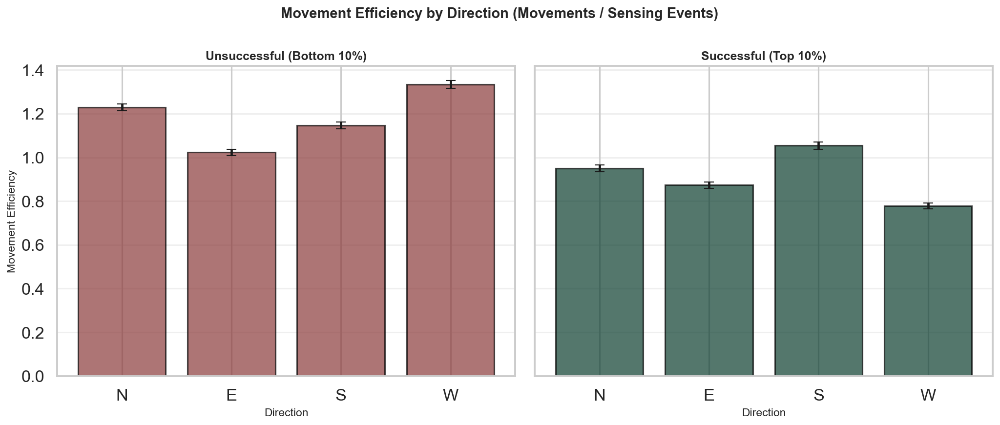 Movement Efficiency by Direction (Movements / Sensing Events)
Unsuccessful (Bottom 10%)
Successful (Top 10%)
1.4
1.2
1.0
0.8
0.6
0.4
0.2
0.0
Movement Efficiency
N E S W
N E S W
Direction
Direction